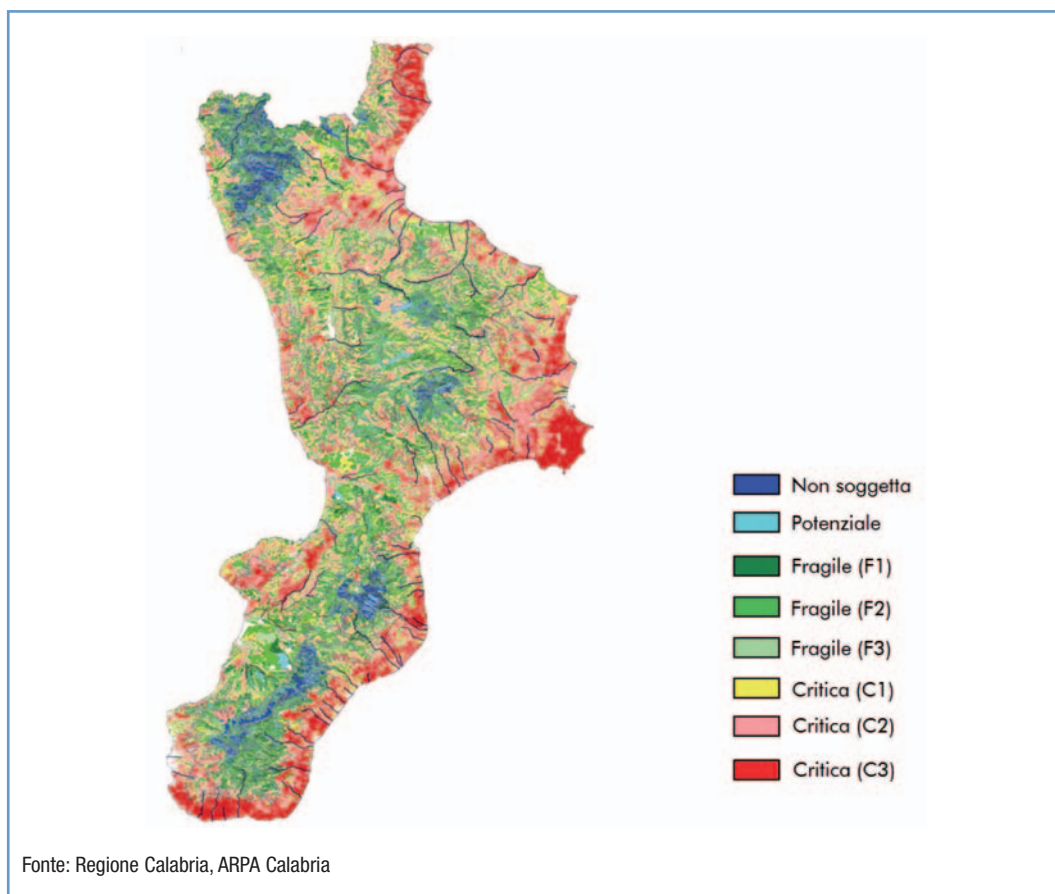 Non soggetta
Potenziale
Fragile (F1)
Fragile (F2)
Fragile (F3)
Critica (C1)
Critica (C2)
Critica (C3)
Fonte: Regione Calabria, ARPA Calabria